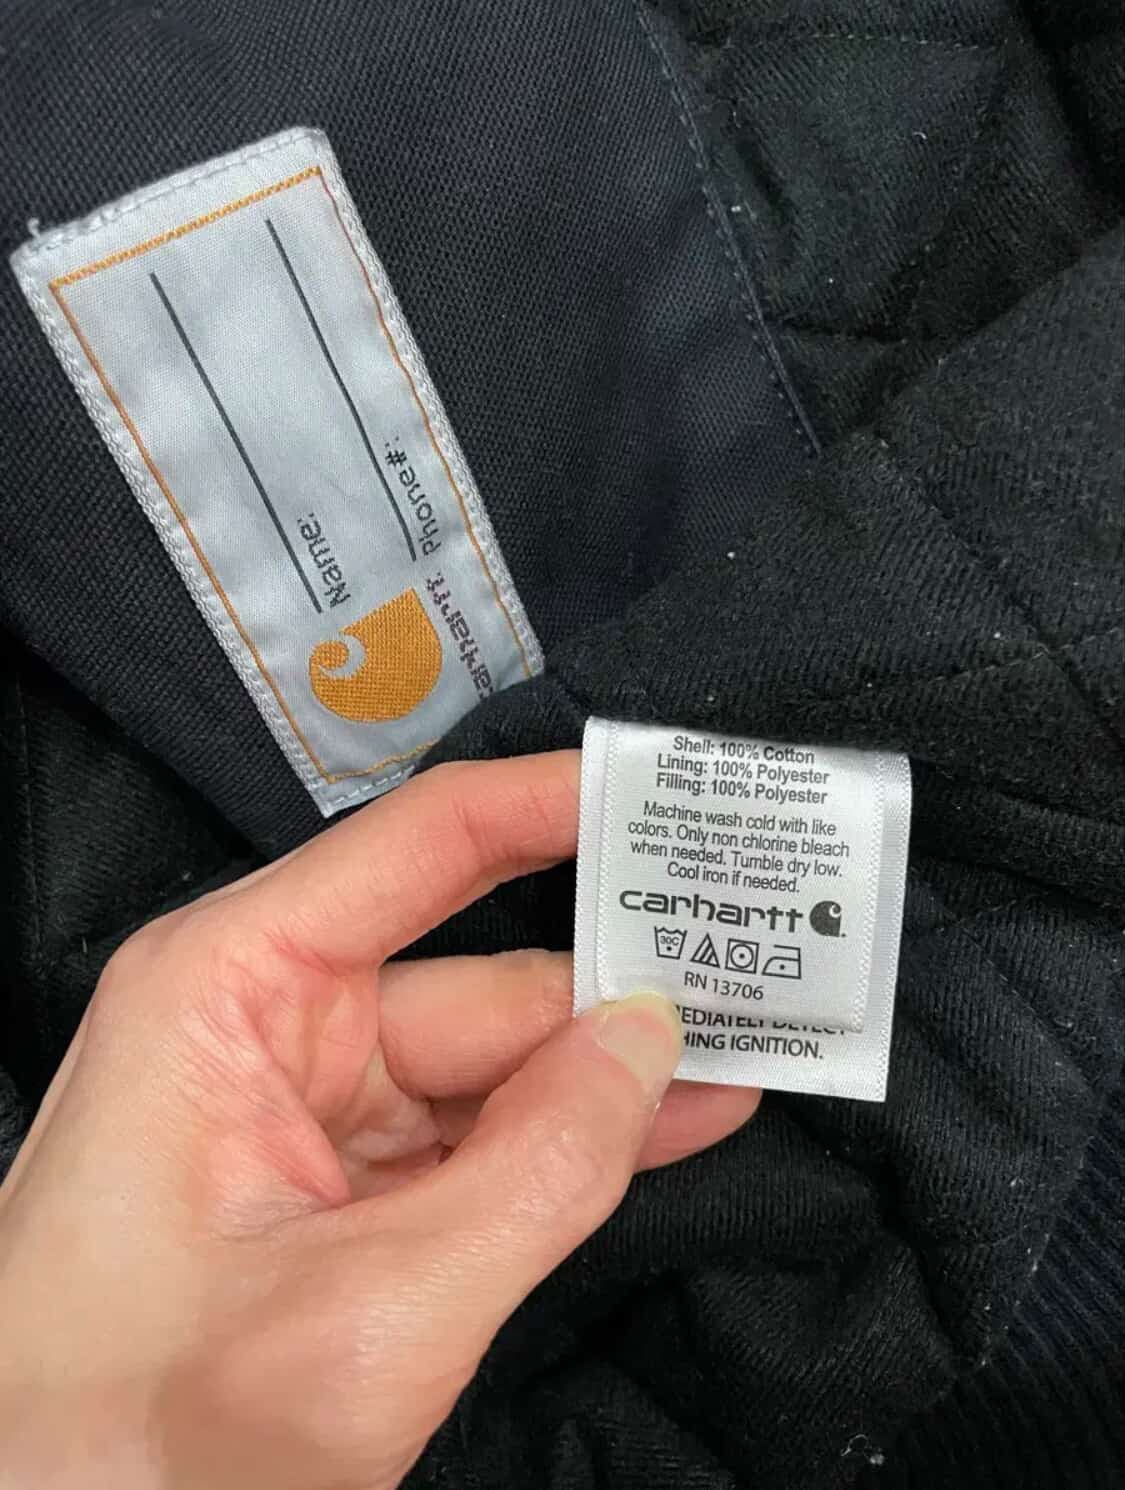 Name:
Phone#:
carhartt.
Shell: 100% Cotton
Lining: 100% Polyester
Filling: 100% Polyester
Machine wash cold with like
colors. Only non chlorine bleach
when needed. Tumble dry low.
Cool iron if needed.
carhartt
30C
RN 13706
HING IGNITION.